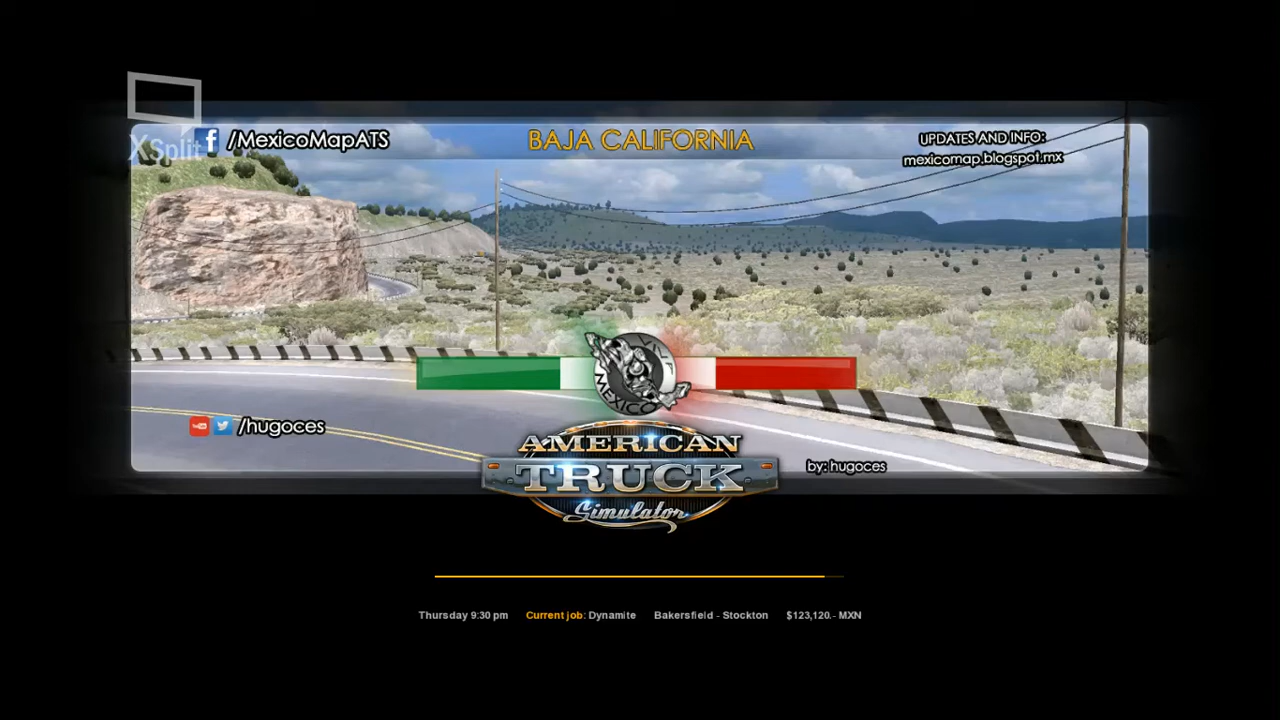 XSplit
/MexicoMapATS
BAJA CALIFORNIA
UPDATES AND INFO:
mexicomap.blogspot.mx
VIVA
MEXICO
/hugoces
AMERICAN
TRUCK
Simulator
by: hugoces
Thursday 9:30 pm Current job: Dynamite Bakersfield - Stockton $123,120.- MXN